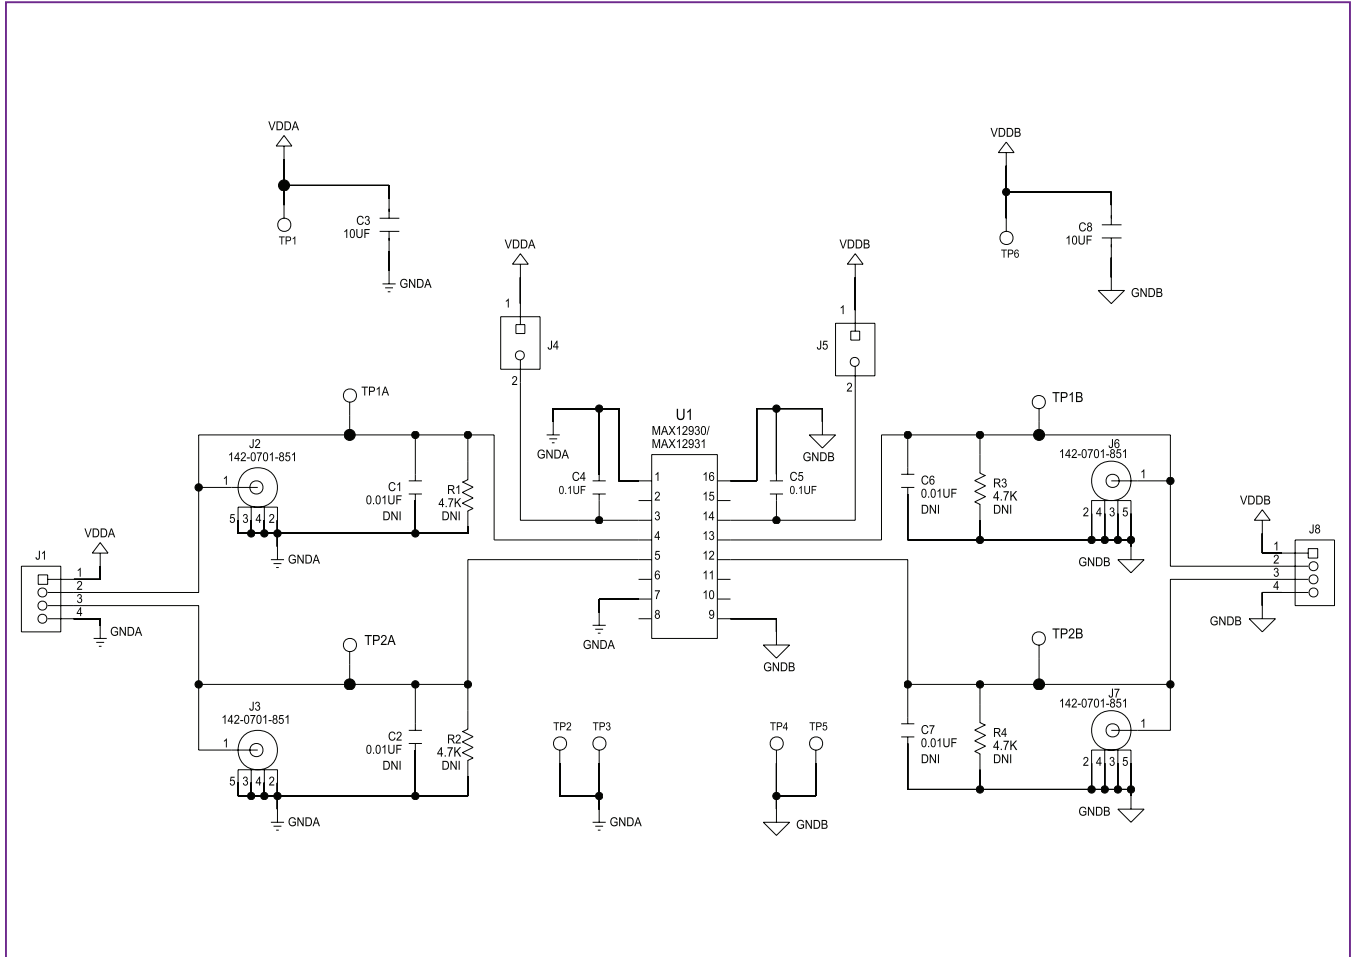 VDDA
TP1
C3
10UF
GNDA
VDDB
TP6
C8
10UF
GNDB
VDDA
1
J4
2
VDDB
1
J5
2
TP1A
J2
142-0701-851
1
5 3 4 2
GNDA
C1
0.01UF
DNI
R1
4.7K
DNI
GNDA
C4
0.1UF
U1
MAX12930/
MAX12931
1
2
3
4
5
6
7
8
16
15
14
13
12
11
10
9
GNDB
C5
0.1UF
GNDA
GNDB
C6
0.01UF
DNI
R3
4.7K
DNI
TP1B
J6
142-0701-851
1
2 4 3 5
GNDB
J1
VDDA
1
2
3
4
GNDA
VDDB
J8
1
2
3
4
GNDB
TP2A
J3
142-0701-851
1
5 3 4 2
GNDA
C2
0.01UF
DNI
R2
4.7K
DNI
TP2 TP3
GNDA
TP4 TP5
GNDB
C7
0.01UF
DNI
R4
4.7K
DNI
TP2B
J7
142-0701-851
1
2 4 3 5
GNDB